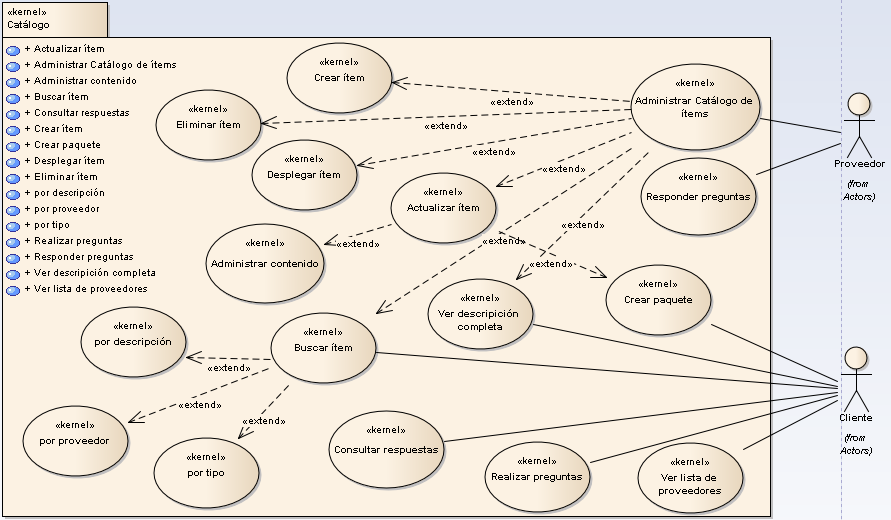 «kernel»
Catálogo
+ Actualizar ítem
+ Administrar Catálogo de ítems
+ Administrar contenido
+ Buscar ítem
+ Consultar respuestas
+ Crear ítem
+ Crear paquete
+ Desplegar ítem
+ Eliminar ítem
+ por descripción
+ por proveedor
+ por tipo
+ Realizar preguntas
+ Responder preguntas
+ Ver descripición completa
+ Ver lista de proveedores
«kernel»
Crear ítem
«kernel»
Administrar Catálogo de
ítems
«extend»
«kernel»
Eliminar ítem
«extend»
Proveedor
(from
Actors)
«kernel»
Desplegar ítem
«extend»
«extend»
«kernel»
Responder preguntas
«kernel»
Actualizar ítem
«extend»
«extend»
«extend»
«kernel»
Administrar contenido
«extend»
«kernel»
Ver descripición
completa
«kernel»
Crear paquete
«kernel»
por descripción
«kernel»
Buscar ítem
«extend»
«extend»
«extend»
Cliente
(from
Actors)
«kernel»
por proveedor
«kernel»
por tipo
«kernel»
Consultar respuestas
«kernel»
Realizar preguntas
«kernel»
Ver lista de
proveedores